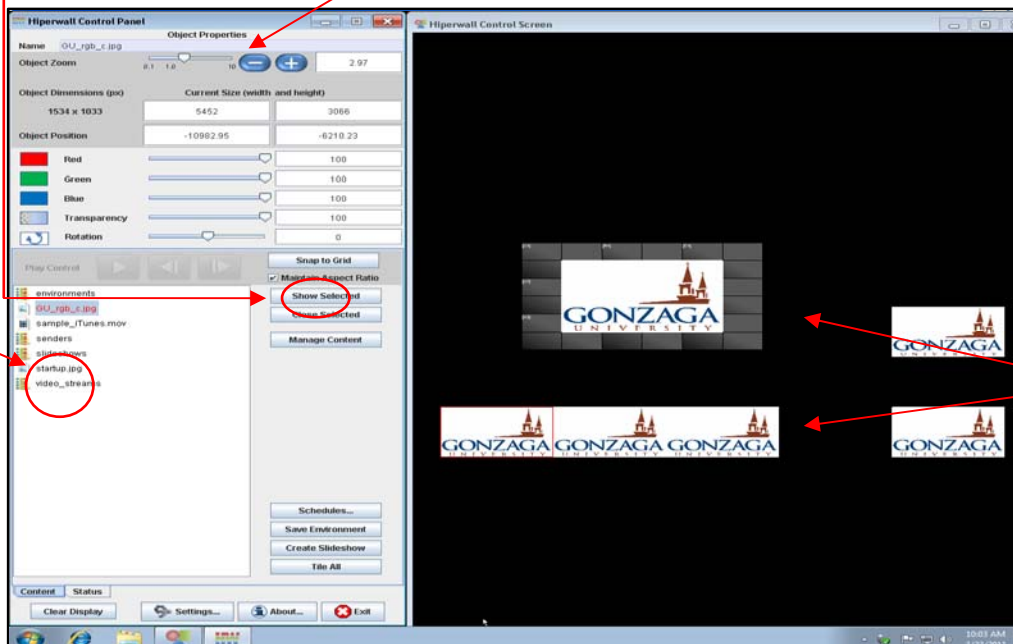 Hiperwall Control Panel
Object Properties
Name GU_rgb_c.jpg
Object Zoom 0.1 1.0 10 2.97
Object Dimensions (px) Current Size (width and height)
1534 x 1033 5452 3066
Object Position -10982.95 -6210.23
Red 100
Green 100
Blue 100
Transparency 100
Rotation 0
Play Control
Snap to Grid
Maintain Aspect Ratio
Show Selected
Close Selected
Manage Content
environments
GU_rgb_c.jpg
sample_iTunes.mov
senders
slideshows
startup.jpg
video_streams
Schedules...
Save Environment
Create Slideshow
Tile All
Content Status
Clear Display Settings... About... Exit
Hiperwall Control Screen
GONZAGA
UNIVERSITY
GONZAGA
UNIVERSITY
GONZAGA GONZAGA GONZAGA
UNIVERSITY UNIVERSITY UNIVERSITY
GONZAGA
UNIVERSITY
10:03 AM